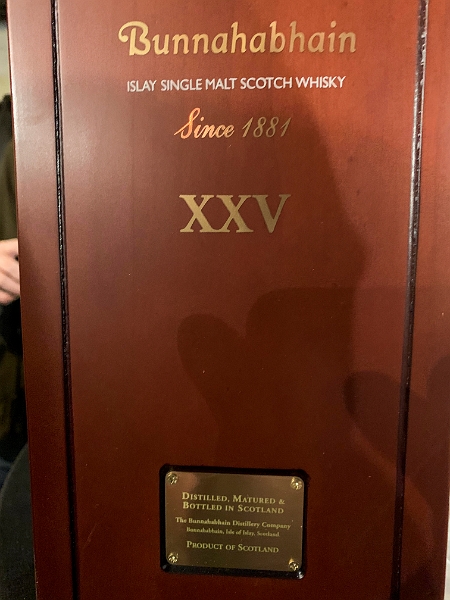 Bunnahabhain
ISLAY SINGLE MALT SCOTCH WHISKY
Since 1881
XXV
DISTILLED, MATURED &
BOTTLED IN SCOTLAND
The Bunnahabhain Distillery Company
Bunnahabhain, Isle of Islay, Scotland
PRODUCT OF SCOTLAND